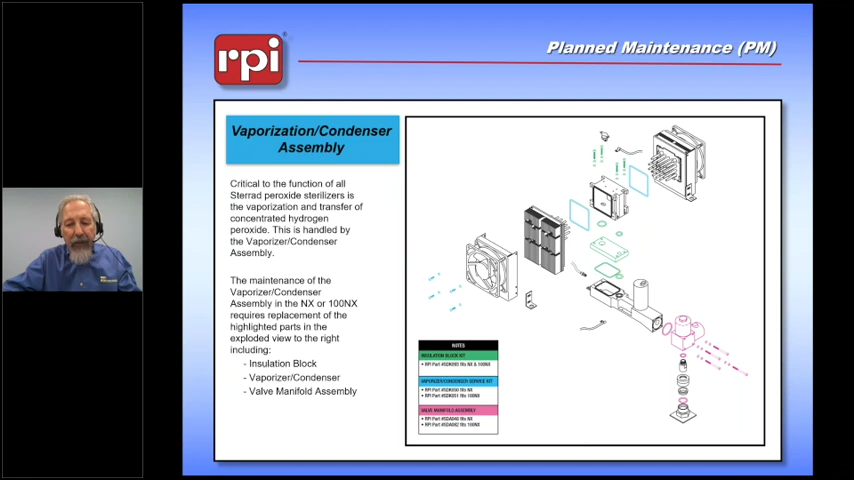 rpi
Planned Maintenance (PM)
Vaporization/Condenser
Assembly
Critical to the function of all
Sterrad peroxide sterilizers is
the vaporization and transfer of
concentrated hydrogen
peroxide. This is handled by
the Vaporizer/Condenser
Assembly.
The maintenance of the
Vaporizer/Condenser
Assembly in the NX or 100NX
requires replacement of the
highlighted parts in the
exploded view to the right
including:
- Insulation Block
- Vaporizer/Condenser
- Valve Manifold Assembly
NOTES
INSULATION BLOCK KIT
VAPORIZER/CONDENSER SERVICE KIT
VALVE MANIFOLD ASSEMBLY